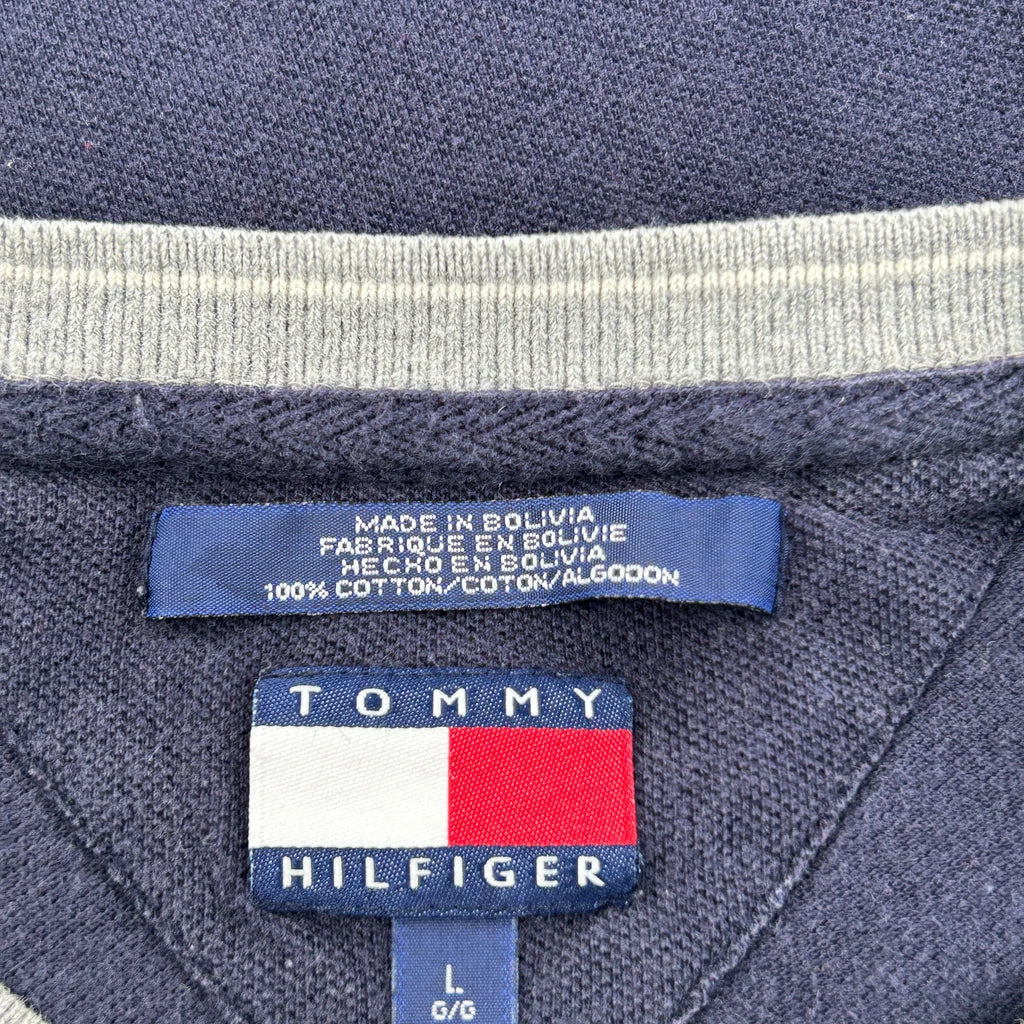 MADE IN BOLIVIA
FABRIQUE EN BOLIVIE
HECHO EN BOLIVIA
100% COTTON/COTON/ALGODON
TOMMY
HILFIGER
L
G/G